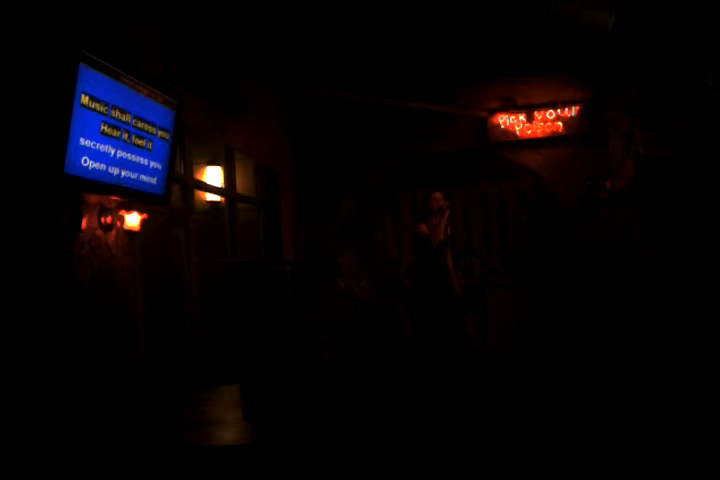 Music shall caress you
Hear it, feel it
secretly possess you
Open up your mind
Pick your
Poison